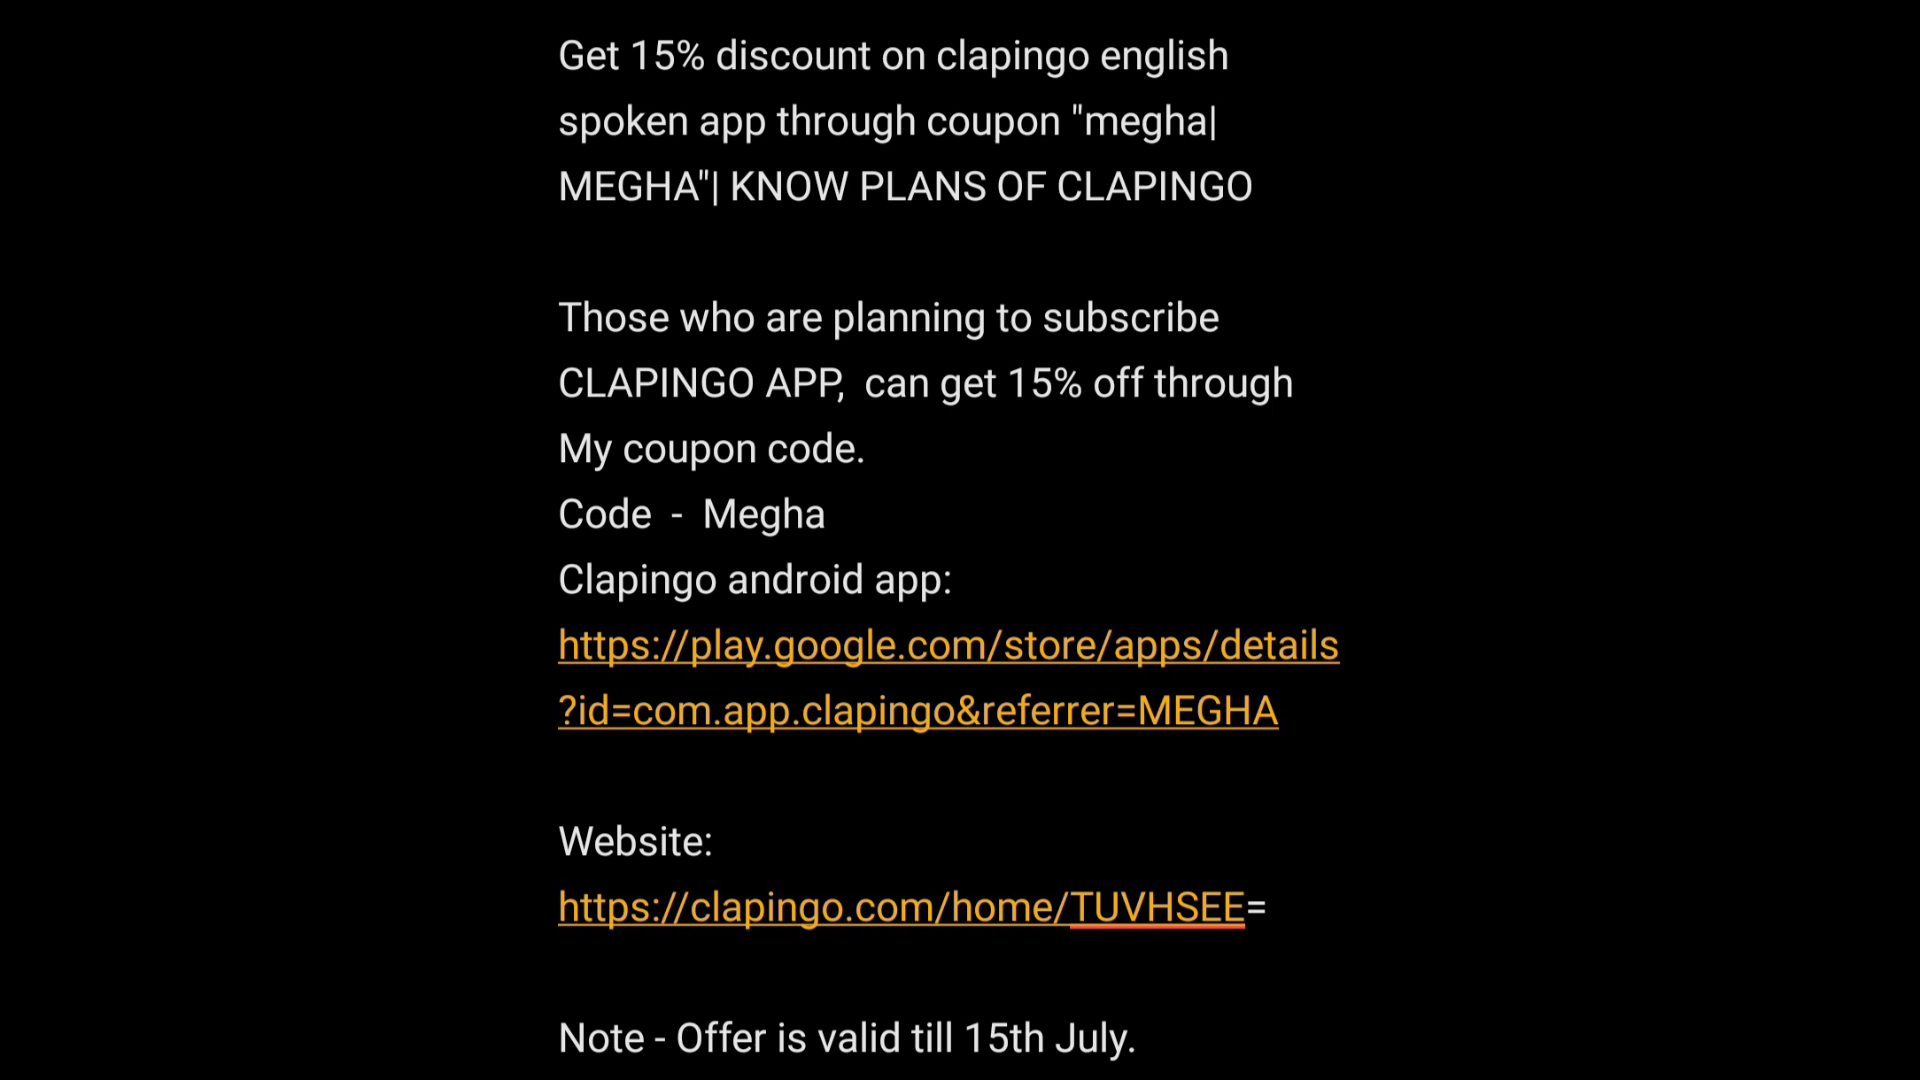 Get 15% discount on clapingo english
spoken app through coupon "megha|
MEGHA"| KNOW PLANS OF CLAPINGO
Those who are planning to subscribe
CLAPINGO APP,  can get 15% off through
My coupon code.
Code  -  Megha
Clapingo android app:
https://play.google.com/store/apps/details
?id=com.app.clapingo&referrer=MEGHA
Website:
https://clapingo.com/home/TUVHSEE=
Note - Offer is valid till 15th July.